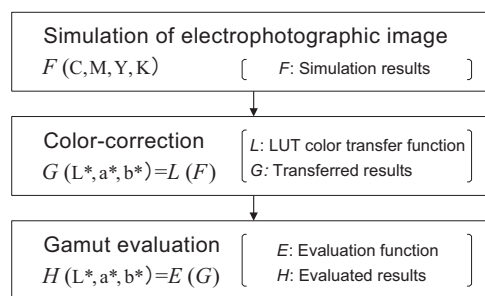 Simulation of electrophotographic image
F (C,M,Y,K) F: Simulation results
Color-correction
L: LUT color transfer function
G (L*,a*,b*)=L (F) G: Transferred results
Gamut evaluation
E: Evaluation function
H (L*,a*,b*)=E (G) H: Evaluated results